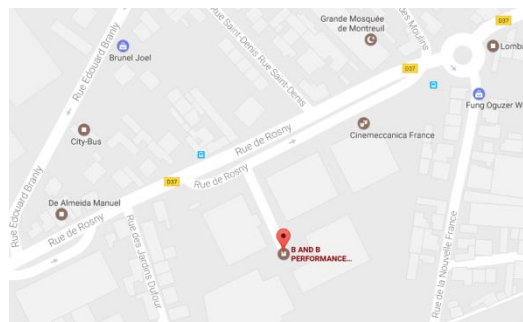 Grande Mosquée
de Montreuil
Rue des Moulins
D37
Lomba
Brunel Joel
Rue Edouard Branly
Rue Saint-Denis
Rue Saint-Denis
D37
Fung Oguzer W
City-Bus
Rue de Rosny
Cinemeccanica France
D37
Rue de Rosny
De Almeida Manuel
Rue Edouard Branly
Rue de Rosny
Rue des Jardins Dufour
B AND B
PERFORMANCE...
Rue de la Nouvelle France